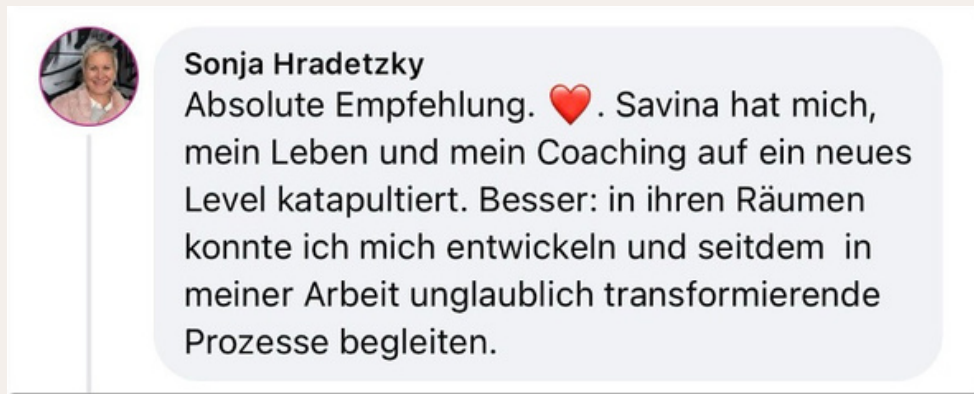 Sonja Hradetzky
Absolute Empfehlung. ❤️. Savina hat mich,
mein Leben und mein Coaching auf ein neues
Level katapultiert. Besser: in ihren Räumen
konnte ich mich entwickeln und seitdem  in
meiner Arbeit unglaublich transformierende
Prozesse begleiten.